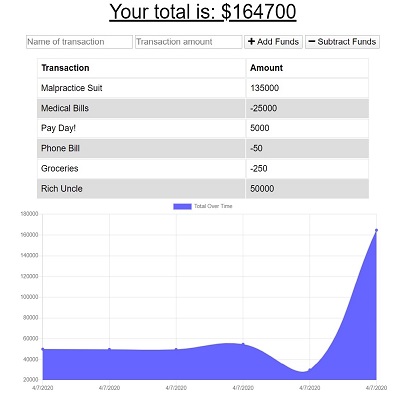 Your total is: $164700
Name of transaction Transaction amount + Add Funds − Subtract Funds
Transaction Amount
Malpractice Suit 135000
Medical Bills -25000
Pay Day! 5000
Phone Bill -50
Groceries -250
Rich Uncle 50000
Total Over Time
180000
160000
140000
120000
100000
80000
60000
40000
20000
4/7/2020 4/7/2020 4/7/2020 4/7/2020 4/7/2020 4/7/2020